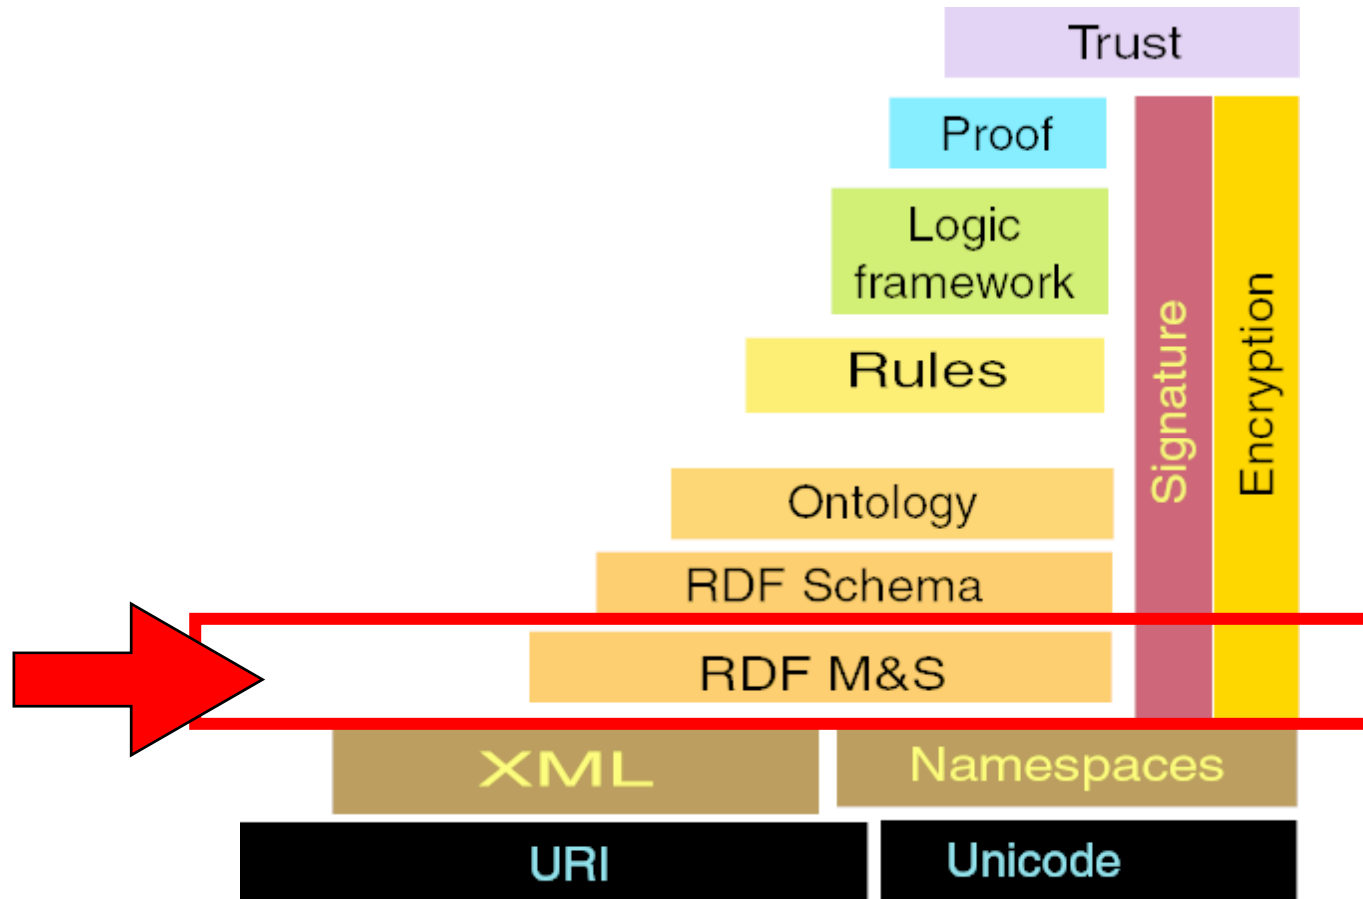 Trust
Proof
Logic
framework
Rules
Signature
Encryption
Ontology
RDF Schema
RDF M&S
XML
Namespaces
URI
Unicode